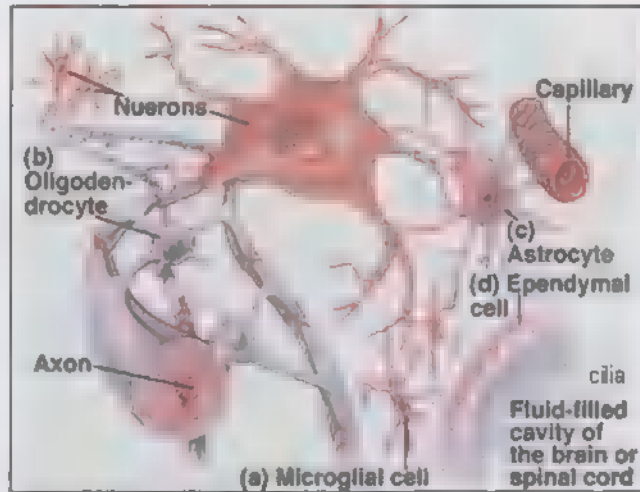 Nuerons
Capillary
(b)
Oligoden-
drocyte
(c)
Astrocyte
(d) Ependymal
cell
Axon
cilia
Fluid-filled
cavity of
the brain or
spinal cord
(a) Microglial cell